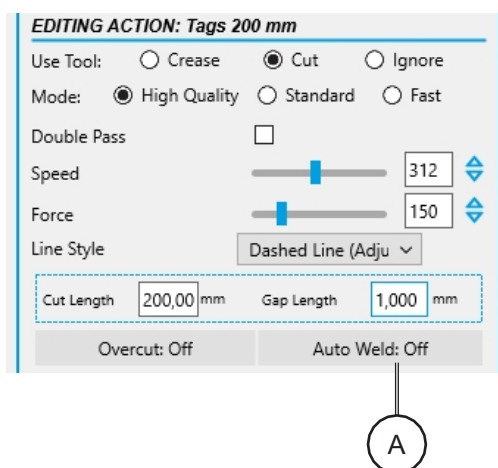 EDITING ACTION: Tags 200 mm
Use Tool: Crease Cut Ignore
Mode: High Quality Standard Fast
Double Pass
Speed 312
Force 150
Line Style Dashed Line (Adju
Cut Length 200,00 mm Gap Length 1,000 mm
Overcut: Off Auto Weld: Off
A